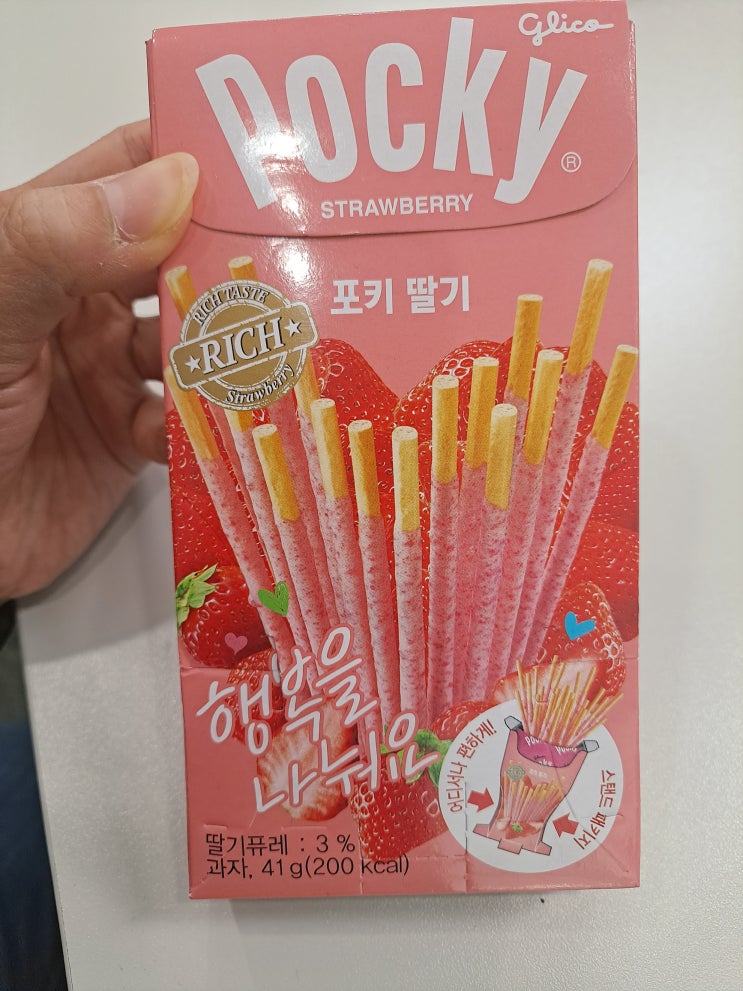 Glico
Pocky®
STRAWBERRY
포키 딸기
RICH TASTE
RICH
Strawberry
행복을
나눠요
어디서나 편하게!
스탠드 패키지
딸기퓨레 : 3 %
과자, 41 g(200 kcal)